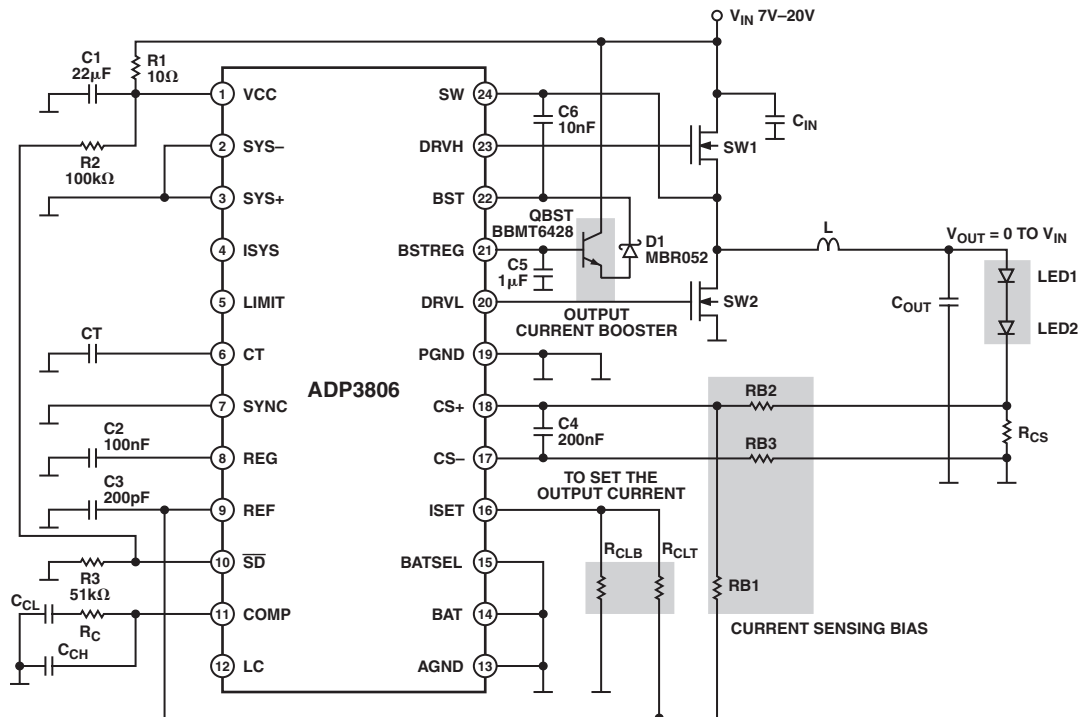 V_IN 7V–20V
C1
22µF
R1
10Ω
1 VCC
SW 24
C6
10nF
C_IN
R2
100kΩ
2 SYS–
DRVH 23
SW1
3 SYS+
BST 22
QBST
BBMT6428
D1
MBR052
L
V_OUT = 0 TO V_IN
4 ISYS
BSTREG 21
C5
1µF
LED1
5 LIMIT
DRVL 20
SW2
C_OUT
LED2
OUTPUT
CURRENT BOOSTER
CT
6 CT
PGND 19
ADP3806
7 SYNC
CS+ 18
RB2
C4
200nF
R_CS
C2
100nF
8 REG
CS– 17
RB3
C3
200pF
9 REF
ISET 16
TO SET THE
OUTPUT CURRENT
R_CLB
R_CLT
R3
51kΩ
10 SD
BATSEL 15
RB1
C_CL
R_C
C_CH
11 COMP
BAT 14
CURRENT SENSING BIAS
12 LC
AGND 13